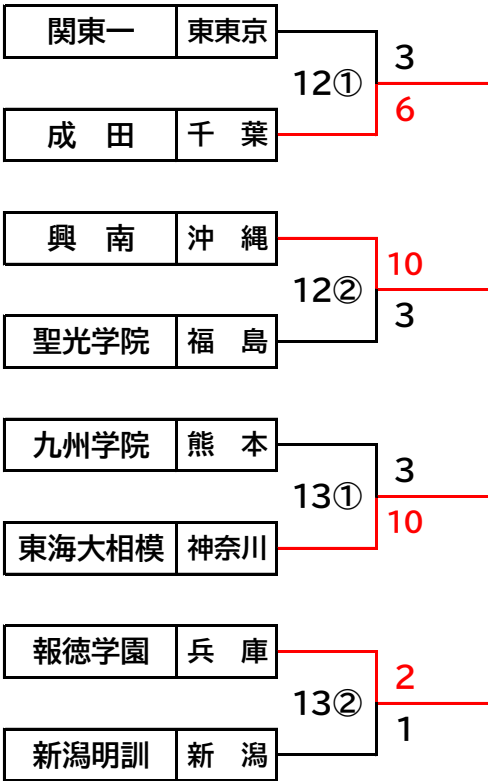 関東一 東東京
3
12①
6
成 田 千 葉
興 南 沖 縄
10
12②
3
聖光学院 福 島
九州学院 熊 本
3
13①
10
東海大相模 神奈川
報徳学園 兵 庫
2
13②
1
新潟明訓 新 潟